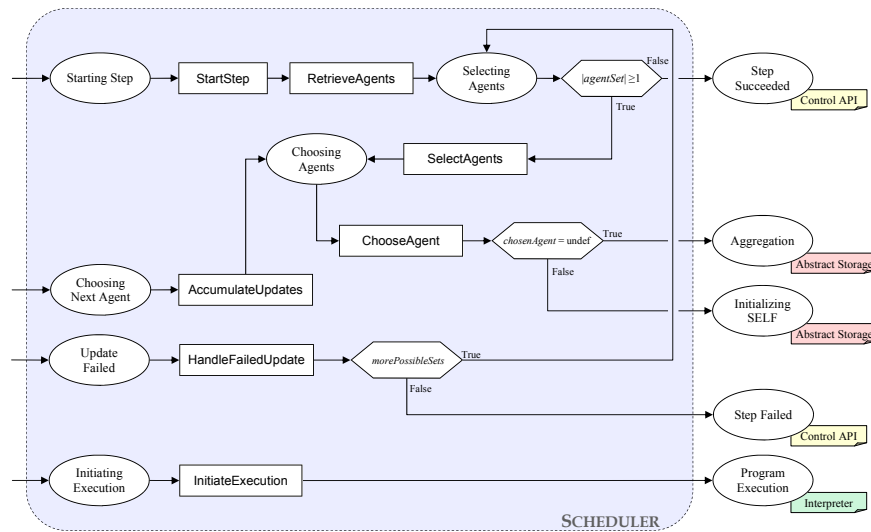 Starting Step
StartStep
RetrieveAgents
Selecting
Agents
|agentSet| ≥1
False
True
Step
Succeeded
Control API
Choosing
Agents
SelectAgents
ChooseAgent
chosenAgent = undef
True
False
Aggregation
Abstract Storage
Choosing
Next Agent
AccumulateUpdates
Initializing
SELF
Abstract Storage
Update
Failed
HandleFailedUpdate
morePossibleSets
True
False
Step Failed
Control API
Initiating
Execution
InitiateExecution
Program
Execution
Interpreter
SCHEDULER